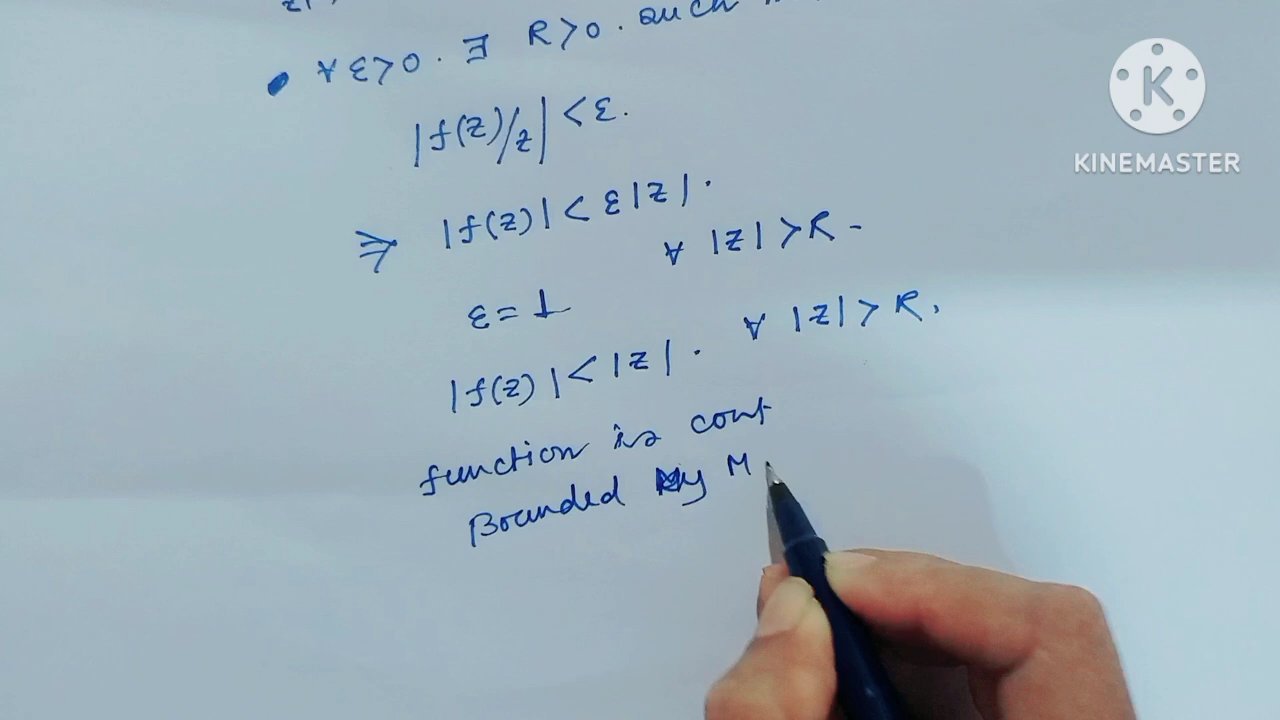 ∀ ε>0. ∃ R>0. such
|f(z)/z| < ε.
⇒ |f(z)| < ε|z|.
∀ |z| > R -
ε = 1
|f(z)| < |z|. ∀ |z| > R.
function is cont
Bounded by M
K
KINEMASTER